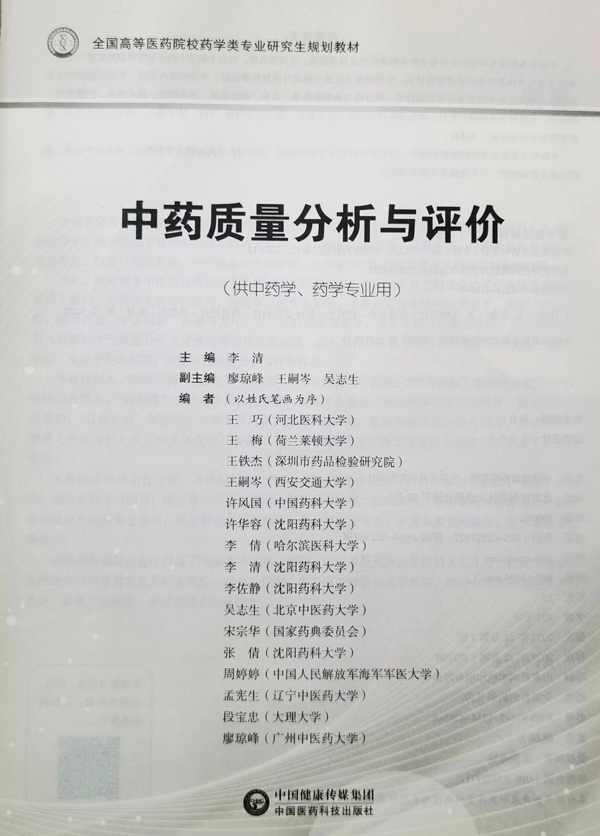 全国高等医药院校药学类专业研究生规划教材
中药质量分析与评价
（供中药学、药学专业用）
主　编　李　清
副主编　廖琼峰　王嗣岑　吴志生
编　者（以姓氏笔画为序）
王　巧（河北医科大学）
王　梅（荷兰莱顿大学）
王铁杰（深圳市药品检验研究院）
王嗣岑（西安交通大学）
许风国（中国药科大学）
许华容（沈阳药科大学）
李　倩（哈尔滨医科大学）
李　清（沈阳药科大学）
李佐静（沈阳药科大学）
吴志生（北京中医药大学）
宋宗华（国家药典委员会）
张　倩（沈阳药科大学）
周婷婷（中国人民解放军海军军医大学）
孟宪生（辽宁中医药大学）
段宝忠（大理大学）
廖琼峰（广州中医药大学）
中国健康传媒集团
中国医药科技出版社